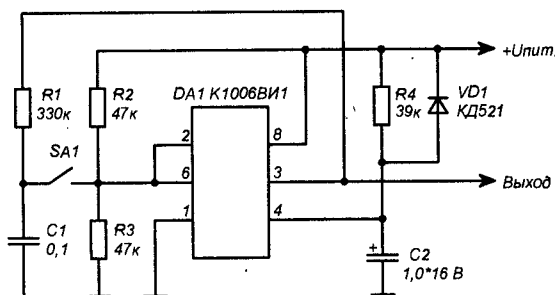 +Uпит.
R1
330к
R2
47к
DA1 К1006ВИ1
R4
39к
VD1
КД521
SA1
2
8
6
3
Выход
1
4
C1
0,1
R3
47к
+
C2
1,0*16 В